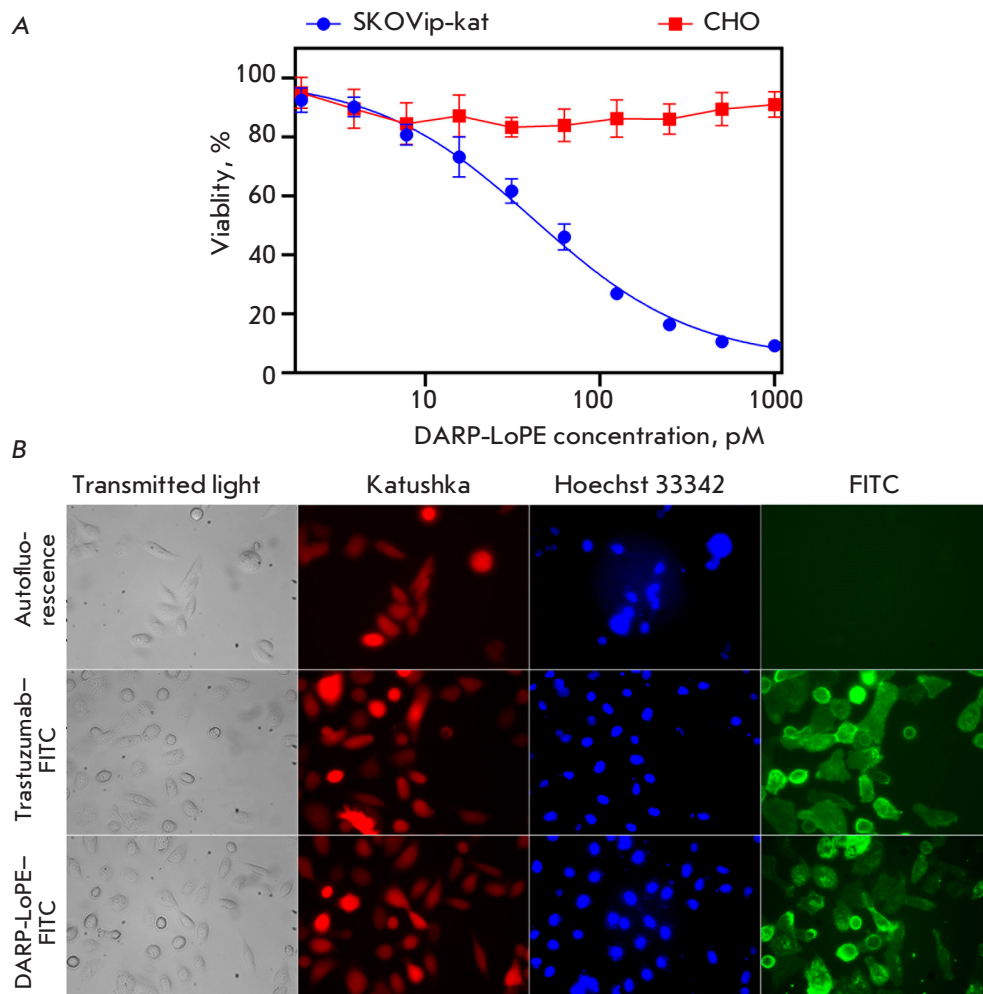 A
SKOVip-kat
CHO
Viablity, %
100
80
60
40
20
0
10
100
1000
DARP-LoPE concentration, pM
B
Transmitted light
Katushka
Hoechst 33342
FITC
Autofluo-
rescence
Trastuzumab–
FITC
DARP-LoPE–
FITC